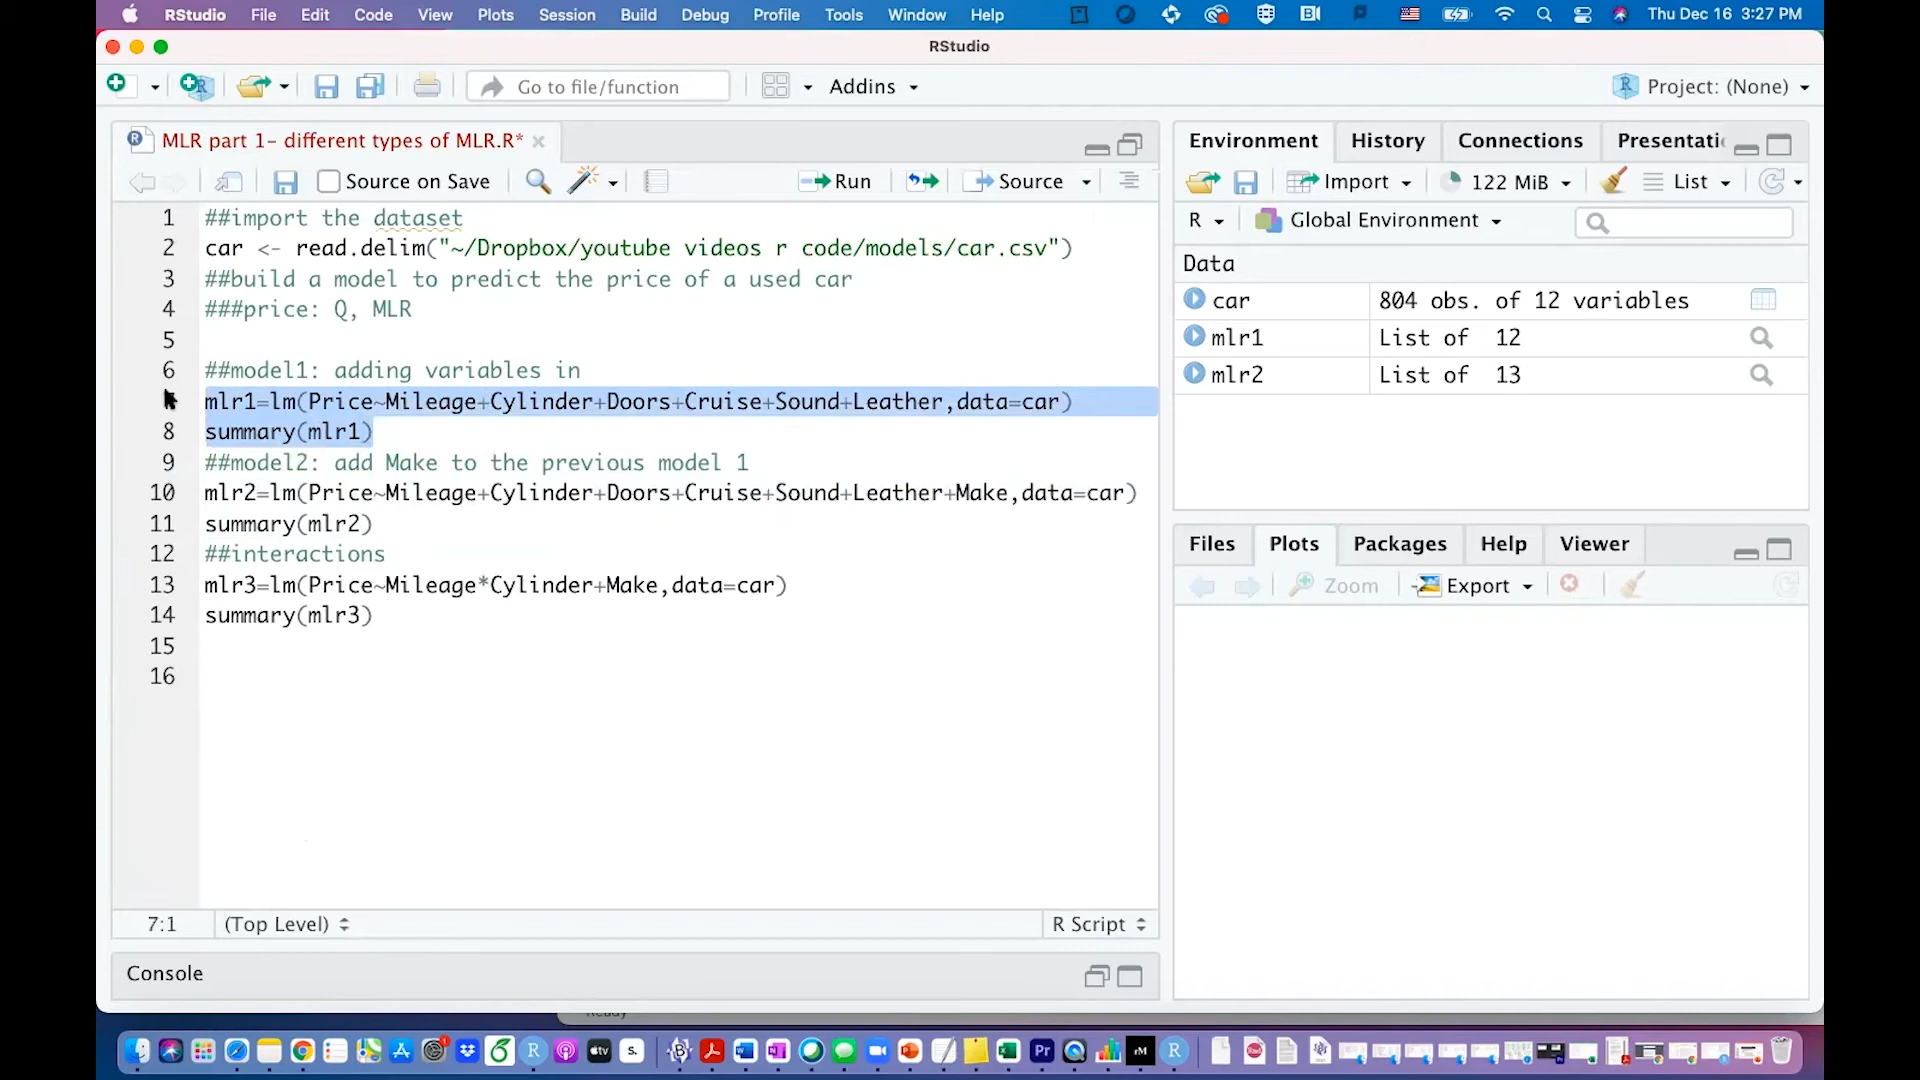 RStudio File Edit Code View Plots Session Build Debug Profile Tools Window Help Thu Dec 16 3:27 PM
RStudio
Go to file/function Addins Project: (None)
MLR part 1- different types of MLR.R*
Source on Save Run Source
1 ##import the dataset
2 car <- read.delim("~/Dropbox/youtube videos r code/models/car.csv")
3 ##build a model to predict the price of a used car
4 ###price: Q, MLR
5
6 ##model1: adding variables in
mlr1=lm(Price~Mileage+Cylinder+Doors+Cruise+Sound+Leather,data=car)
8 summary(mlr1)
9 ##model2: add Make to the previous model 1
10 mlr2=lm(Price~Mileage+Cylinder+Doors+Cruise+Sound+Leather+Make,data=car)
11 summary(mlr2)
12 ##interactions
13 mlr3=lm(Price~Mileage*Cylinder+Make,data=car)
14 summary(mlr3)
15
16
7:1 (Top Level) R Script
Console
Environment History Connections Presentati
Import 122 MiB List
R Global Environment
Data
car 804 obs. of 12 variables
mlr1 List of 12
mlr2 List of 13
Files Plots Packages Help Viewer
Zoom Export